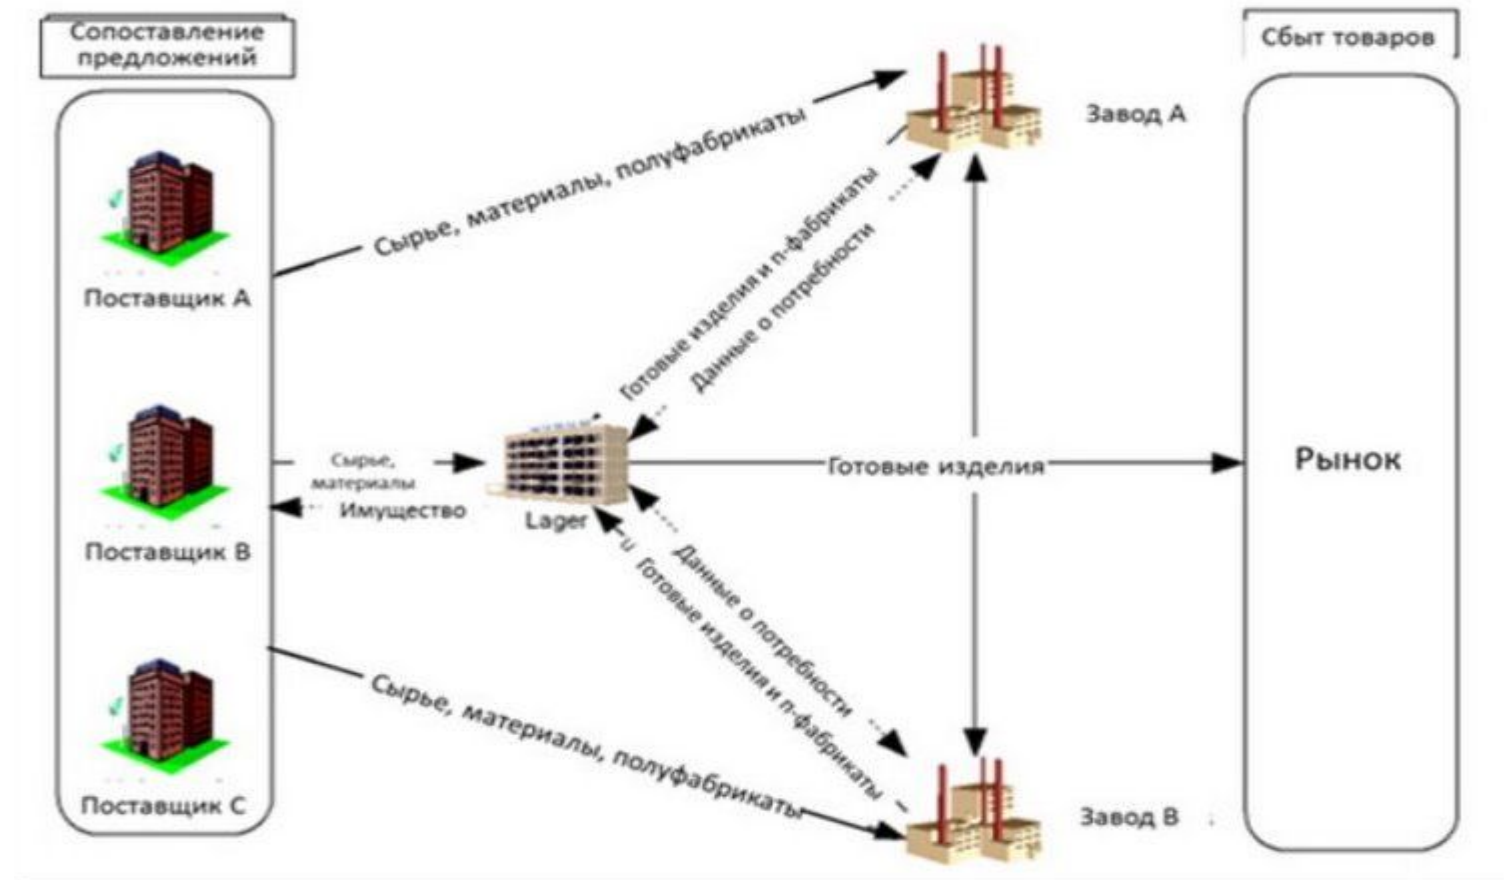 Сопоставление
предложений
Сбыт товаров
Завод А
Сырье, материалы, полуфабрикаты
Готовые изделия и п-фабрикаты
Данные о потребности
Поставщик А
Сырье,
материалы
Имущество
Поставщик В
Lager
Готовые изделия
Рынок
Данные о потребности
Готовые изделия и п-фабрикаты
Сырье, материалы, полуфабрикаты
Поставщик С
Завод В